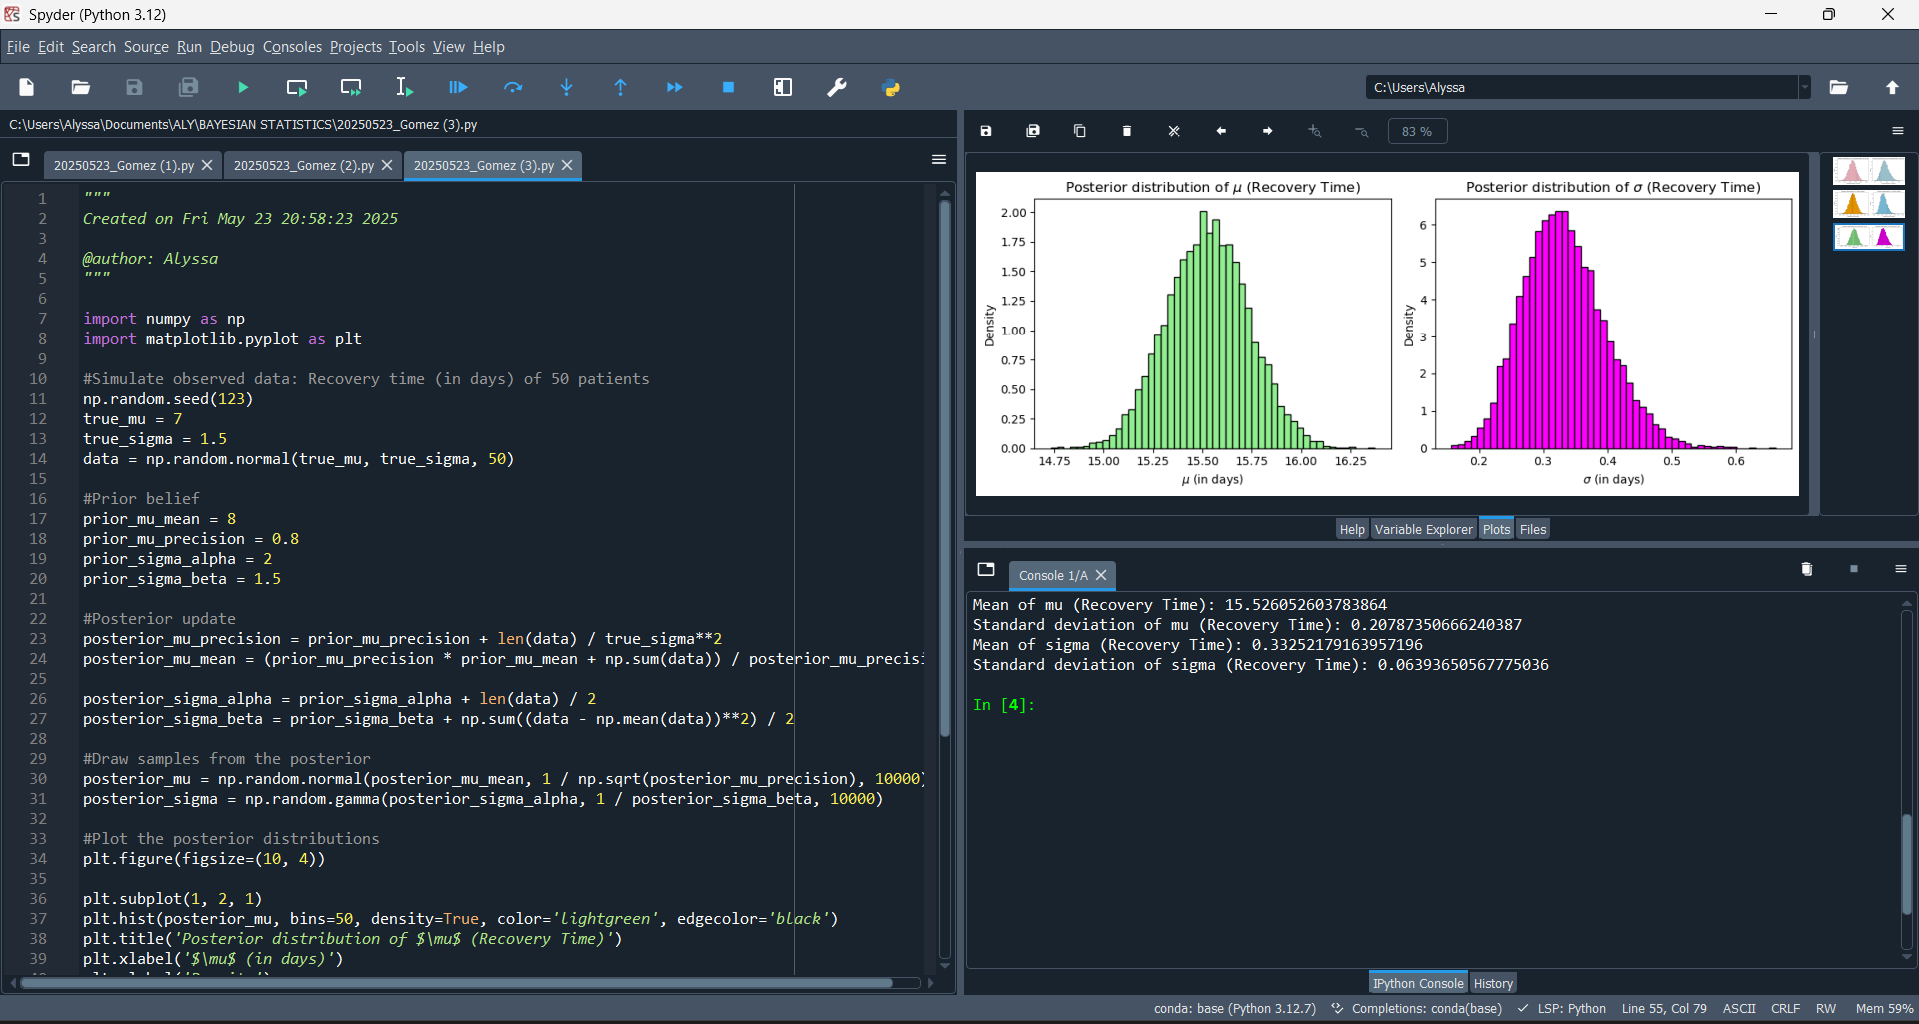 Spyder (Python 3.12)
File Edit Search Source Run Debug Consoles Projects Tools View Help
C:\Users\Alyssa
C:\Users\Alyssa\Documents\ALY\BAYESIAN STATISTICS\20250523_Gomez (3).py
20250523_Gomez (1).py
20250523_Gomez (2).py
20250523_Gomez (3).py
1 """
2 Created on Fri May 23 20:58:23 2025
3
4 @author: Alyssa
5 """
6
7 import numpy as np
8 import matplotlib.pyplot as plt
9
10 #Simulate observed data: Recovery time (in days) of 50 patients
11 np.random.seed(123)
12 true_mu = 7
13 true_sigma = 1.5
14 data = np.random.normal(true_mu, true_sigma, 50)
15
16 #Prior belief
17 prior_mu_mean = 8
18 prior_mu_precision = 0.8
19 prior_sigma_alpha = 2
20 prior_sigma_beta = 1.5
21
22 #Posterior update
23 posterior_mu_precision = prior_mu_precision + len(data) / true_sigma**2
24 posterior_mu_mean = (prior_mu_precision * prior_mu_mean + np.sum(data)) / posterior_mu_precisi
25
26 posterior_sigma_alpha = prior_sigma_alpha + len(data) / 2
27 posterior_sigma_beta = prior_sigma_beta + np.sum((data - np.mean(data))**2) / 2
28
29 #Draw samples from the posterior
30 posterior_mu = np.random.normal(posterior_mu_mean, 1 / np.sqrt(posterior_mu_precision), 10000)
31 posterior_sigma = np.random.gamma(posterior_sigma_alpha, 1 / posterior_sigma_beta, 10000)
32
33 #Plot the posterior distributions
34 plt.figure(figsize=(10, 4))
35
36 plt.subplot(1, 2, 1)
37 plt.hist(posterior_mu, bins=50, density=True, color='lightgreen', edgecolor='black')
38 plt.title('Posterior distribution of $\mu$ (Recovery Time)')
39 plt.xlabel('$\mu$ (in days)')
83 %
Posterior distribution of μ (Recovery Time)
Density
2.00
1.75
1.50
1.25
1.00
0.75
0.50
0.25
0.00
14.75 15.00 15.25 15.50 15.75 16.00 16.25
μ (in days)
Posterior distribution of σ (Recovery Time)
Density
6
5
4
3
2
1
0
0.2 0.3 0.4 0.5 0.6
σ (in days)
Help Variable Explorer Plots Files
Console 1/A
Mean of mu (Recovery Time): 15.526052603783864
Standard deviation of mu (Recovery Time): 0.20787350666240387
Mean of sigma (Recovery Time): 0.33252179163957196
Standard deviation of sigma (Recovery Time): 0.06393650567775036
In [4]:
IPython Console History
conda: base (Python 3.12.7) Completions: conda(base) LSP: Python Line 55, Col 79 ASCII CRLF RW Mem 59%